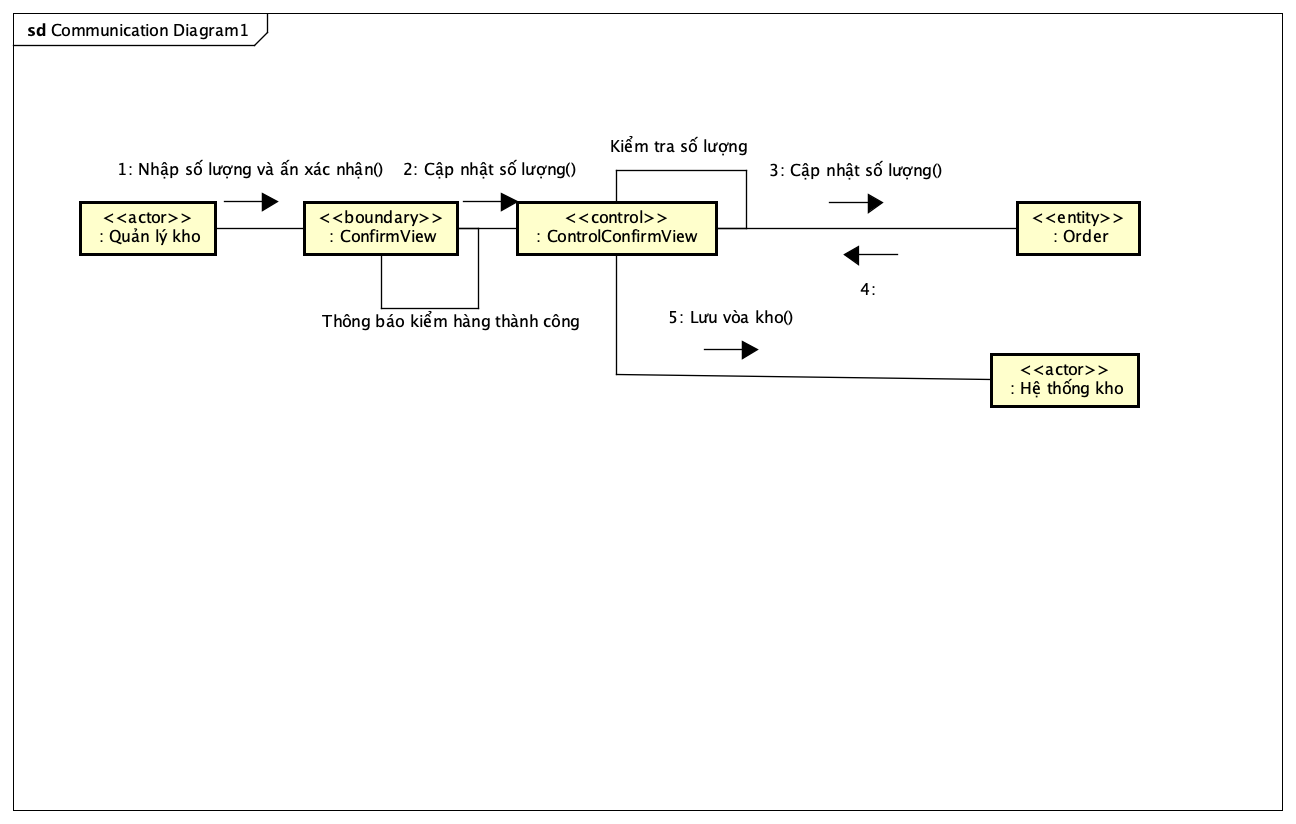 sd Communication Diagram1
Kiểm tra số lượng
1: Nhập số lượng và ấn xác nhận()
2: Cập nhật số lượng()
3: Cập nhật số lượng()
<<actor>>
: Quản lý kho
<<boundary>>
: ConfirmView
<<control>>
: ControlConfirmView
<<entity>>
: Order
4:
Thông báo kiểm hàng thành công
5: Lưu vòa kho()
<<actor>>
: Hệ thống kho